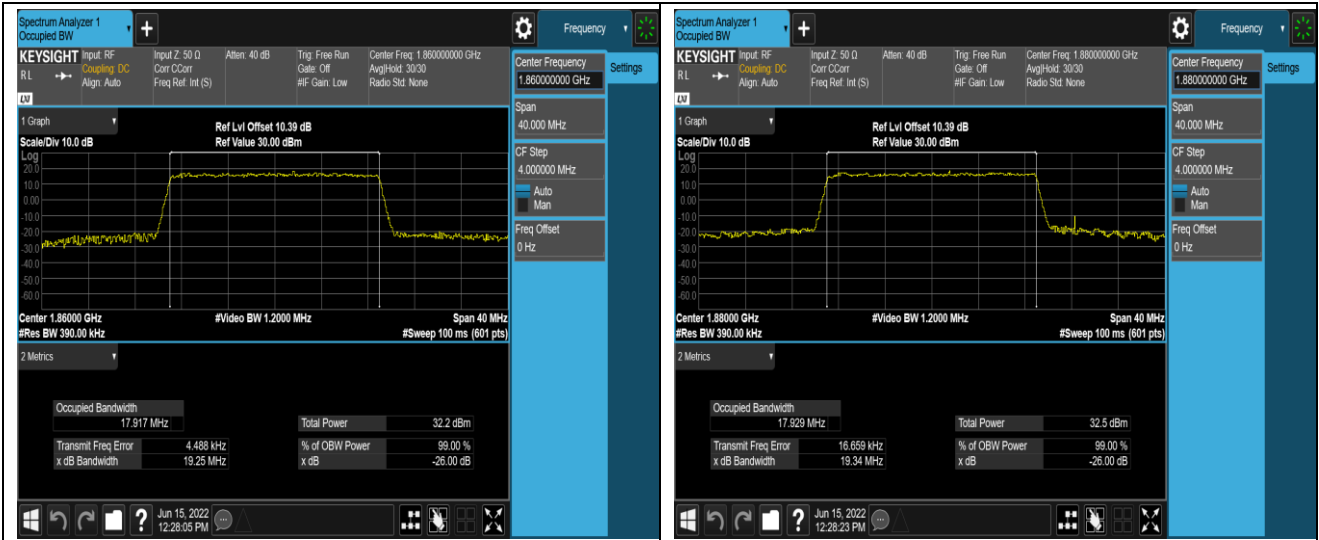 Spectrum Analyzer 1
Occupied BW
+
Frequency
KEYSIGHT Input: RF
RL
Coupling: DC
Align: Auto
Input Z: 50 Ω
Corr CCorr
Freq Ref: Int (S)
Atten: 40 dB
Trig: Free Run
Gate: Off
#IF Gain: Low
Center Freq: 1.860000000 GHz
Avg|Hold: 30/30
Radio Std: None
Center Frequency
1.860000000 GHz
Settings
Span
40.000 MHz
CF Step
4.000000 MHz
Auto
Man
Freq Offset
0 Hz
1 Graph
Ref Lvl Offset 10.39 dB
Scale/Div 10.0 dB
Ref Value 30.00 dBm
Log
20.0
10.0
0.00
-10.0
-20.0
-30.0
-40.0
-50.0
-60.0
Center 1.86000 GHz
#Video BW 1.2000 MHz
Span 40 MHz
#Res BW 390.00 kHz
#Sweep 100 ms (601 pts)
2 Metrics
Occupied Bandwidth
17.917 MHz
Total Power 32.2 dBm
Transmit Freq Error 4.488 kHz
% of OBW Power 99.00 %
x dB Bandwidth 19.25 MHz
x dB -26.00 dB
?
Jun 15, 2022
12:28:05 PM
Spectrum Analyzer 1
Occupied BW
+
Frequency
KEYSIGHT Input: RF
RL
Coupling: DC
Align: Auto
Input Z: 50 Ω
Corr CCorr
Freq Ref: Int (S)
Atten: 40 dB
Trig: Free Run
Gate: Off
#IF Gain: Low
Center Freq: 1.880000000 GHz
Avg|Hold: 30/30
Radio Std: None
Center Frequency
1.880000000 GHz
Settings
Span
40.000 MHz
CF Step
4.000000 MHz
Auto
Man
Freq Offset
0 Hz
1 Graph
Ref Lvl Offset 10.39 dB
Scale/Div 10.0 dB
Ref Value 30.00 dBm
Log
20.0
10.0
0.00
-10.0
-20.0
-30.0
-40.0
-50.0
-60.0
Center 1.88000 GHz
#Video BW 1.2000 MHz
Span 40 MHz
#Res BW 390.00 kHz
#Sweep 100 ms (601 pts)
2 Metrics
Occupied Bandwidth
17.929 MHz
Total Power 32.5 dBm
Transmit Freq Error 16.659 kHz
% of OBW Power 99.00 %
x dB Bandwidth 19.34 MHz
x dB -26.00 dB
?
Jun 15, 2022
12:28:23 PM